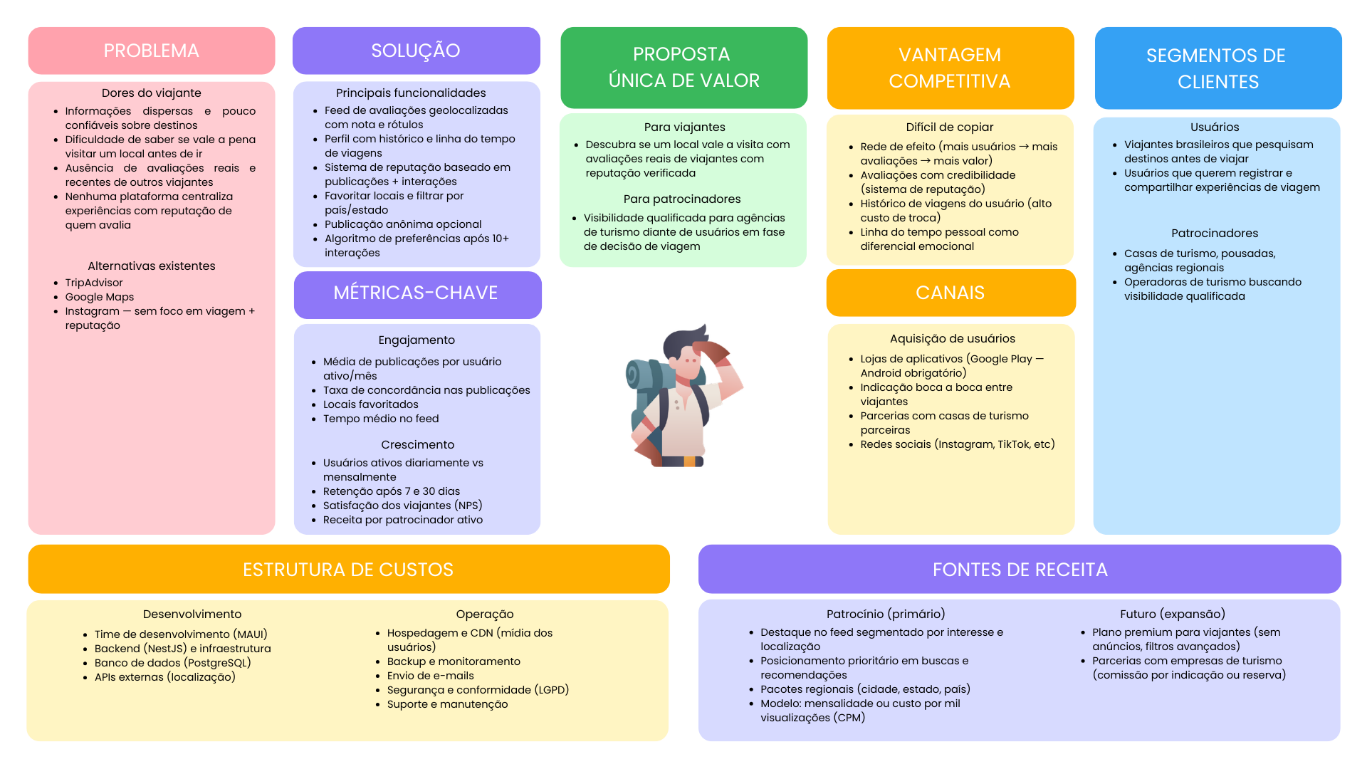 PROBLEMA
Dores do viajante
• Informações dispersas e pouco
confiáveis sobre destinos
• Dificuldade de saber se vale a pena
visitar um local antes de ir
• Ausência de avaliações reais e
recentes de outros viajantes
• Nenhuma plataforma centraliza
experiências com reputação de
quem avalia
Alternativas existentes
• TripAdvisor
• Google Maps
• Instagram — sem foco em viagem +
reputação
SOLUÇÃO
Principais funcionalidades
• Feed de avaliações geolocalizadas
com nota e rótulos
• Perfil com histórico e linha do tempo
de viagens
• Sistema de reputação baseado em
publicações + interações
• Favoritar locais e filtrar por
país/estado
• Publicação anônima opcional
• Algoritmo de preferências após 10+
interações
MÉTRICAS-CHAVE
Engajamento
• Média de publicações por usuário
ativo/mês
• Taxa de concordância nas publicações
• Locais favoritados
• Tempo médio no feed
Crescimento
• Usuários ativos diariamente vs
mensalmente
• Retenção após 7 e 30 dias
• Satisfação dos viajantes (NPS)
• Receita por patrocinador ativo
PROPOSTA
ÚNICA DE VALOR
Para viajantes
• Descubra se um local vale a visita com
avaliações reais de viajantes com
reputação verificada
Para patrocinadores
• Visibilidade qualificada para agências
de turismo diante de usuários em fase
de decisão de viagem
VANTAGEM
COMPETITIVA
Difícil de copiar
• Rede de efeito (mais usuários → mais
avaliações → mais valor)
• Avaliações com credibilidade
(sistema de reputação)
• Histórico de viagens do usuário (alto
custo de troca)
• Linha do tempo pessoal como
diferencial emocional
CANAIS
Aquisição de usuários
• Lojas de aplicativos (Google Play —
Android obrigatório)
• Indicação boca a boca entre
viajantes
• Parcerias com casas de turismo
parceiras
• Redes sociais (Instagram, TikTok, etc)
SEGMENTOS DE
CLIENTES
Usuários
• Viajantes brasileiros que pesquisam
destinos antes de viajar
• Usuários que querem registrar e
compartilhar experiências de viagem
Patrocinadores
• Casas de turismo, pousadas,
agências regionais
• Operadoras de turismo buscando
visibilidade qualificada
ESTRUTURA DE CUSTOS
Desenvolvimento
• Time de desenvolvimento (MAUI)
• Backend (NestJS) e infraestrutura
• Banco de dados (PostgreSQL)
• APIs externas (localização)
Operação
• Hospedagem e CDN (mídia dos
usuários)
• Backup e monitoramento
• Envio de e-mails
• Segurança e conformidade (LGPD)
• Suporte e manutenção
FONTES DE RECEITA
Patrocínio (primário)
• Destaque no feed segmentado por interesse e
localização
• Posicionamento prioritário em buscas e
recomendações
• Pacotes regionais (cidade, estado, país)
• Modelo: mensalidade ou custo por mil
visualizações (CPM)
Futuro (expansão)
• Plano premium para viajantes (sem
anúncios, filtros avançados)
• Parcerias com empresas de turismo
(comissão por indicação ou reserva)